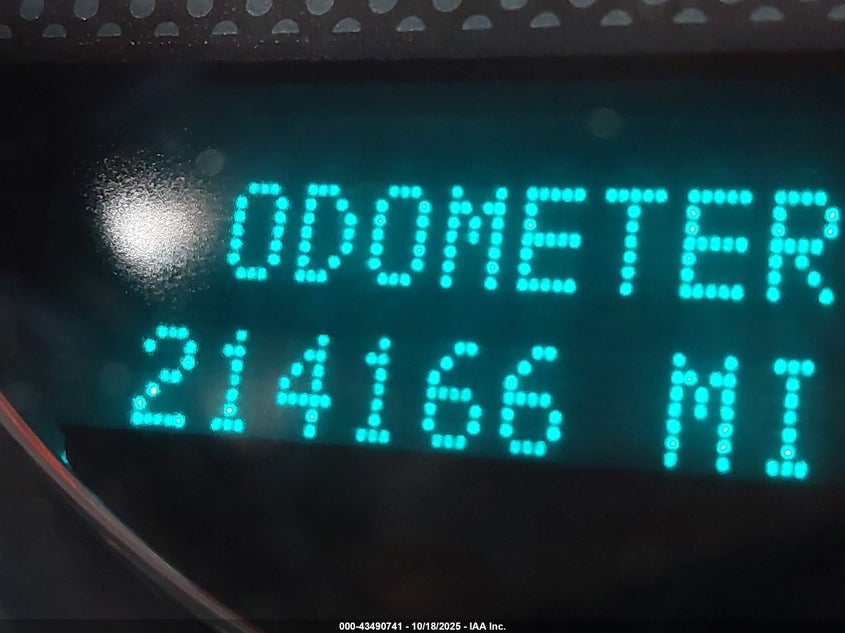 ODOMETER
214166 MI
000-43490741 - 10/18/2025 - IAA Inc.